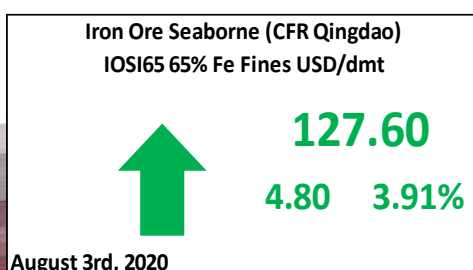 Iron Ore Seaborne (CFR Qingdao)
IOSI65 65% Fe Fines USD/dmt
127.60
4.80 3.91%
August 3rd, 2020